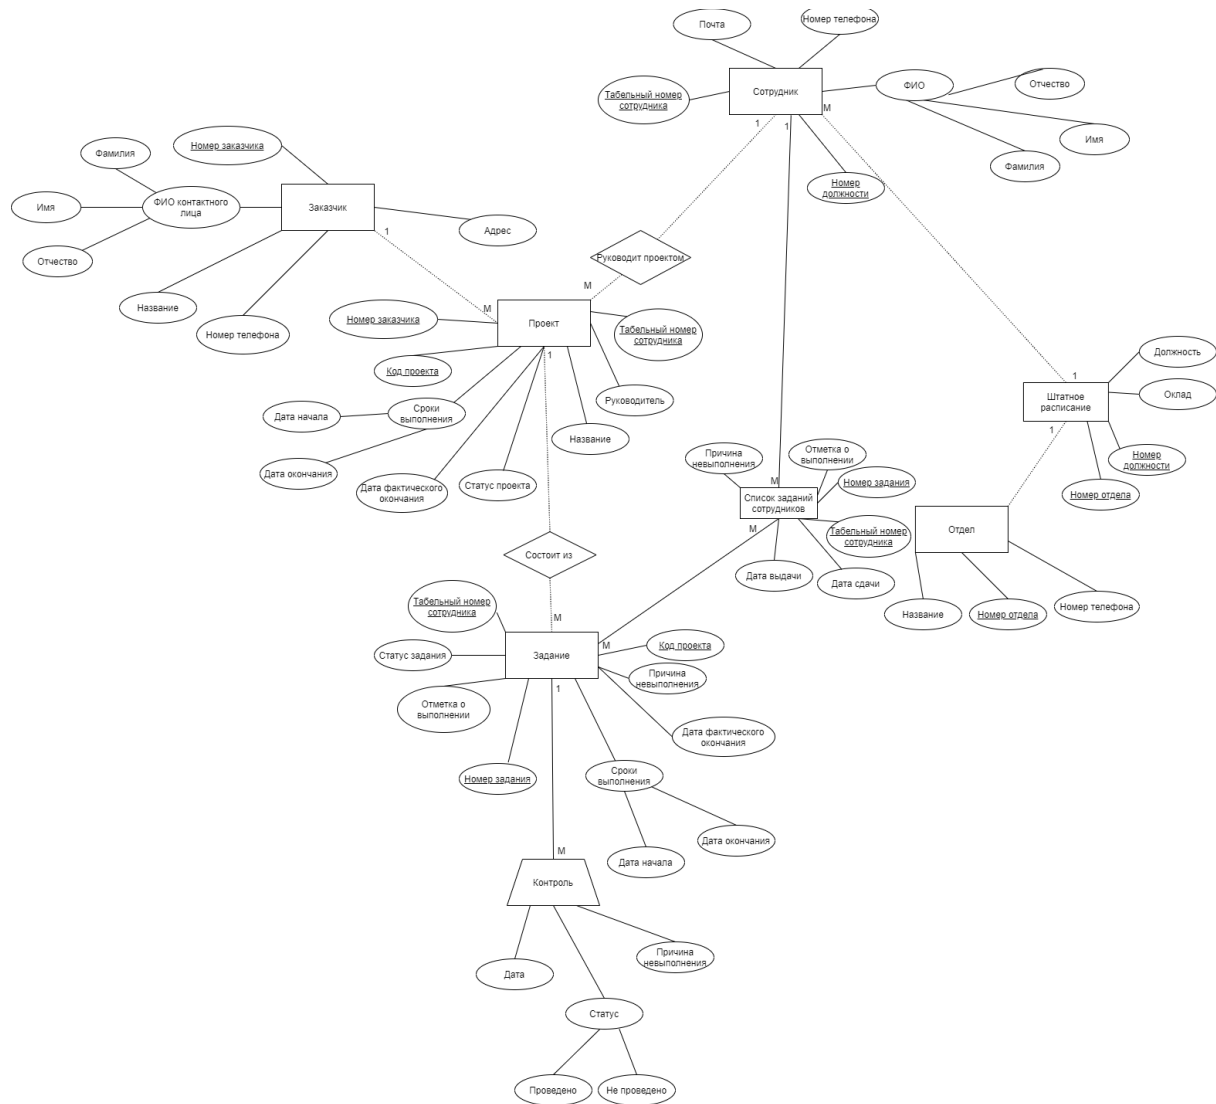 Почта
Номер телефона
Сотрудник
ФИО
Отчество
Табельный номер
сотрудника
М
1
1
Имя
Фамилия
Номер
должности
Номер заказчика
Фамилия
ФИО контактного
лица
Имя
Заказчик
Отчество
Адрес
1
Название
Номер телефона
Руководит проектом
М
М
Номер заказчика
Проект
Табельный номер
сотрудника
1
Код проекта
Сроки
выполнения
Дата начала
Руководитель
Название
Дата окончания
Дата фактического
окончания
Статус проекта
Должность
1
Штатное
расписание
Оклад
1
Номер
должности
Номер отдела
Причина
невыполнения
Отметка о
выполнении
Номер задания
М
Список заданий
сотрудников
М
Табельный номер
сотрудника
Отдел
Дата выдачи
Дата сдачи
Название
Номер отдела
Номер телефона
Состоит из
Табельный номер
сотрудника
М
Статус задания
Задание
М
Код проекта
Причина
невыполнения
1
Отметка о
выполнении
Дата фактического
окончания
Номер задания
Сроки
выполнения
Дата окончания
Дата начала
М
Контроль
Причина
невыполнения
Дата
Статус
Проведено
Не проведено